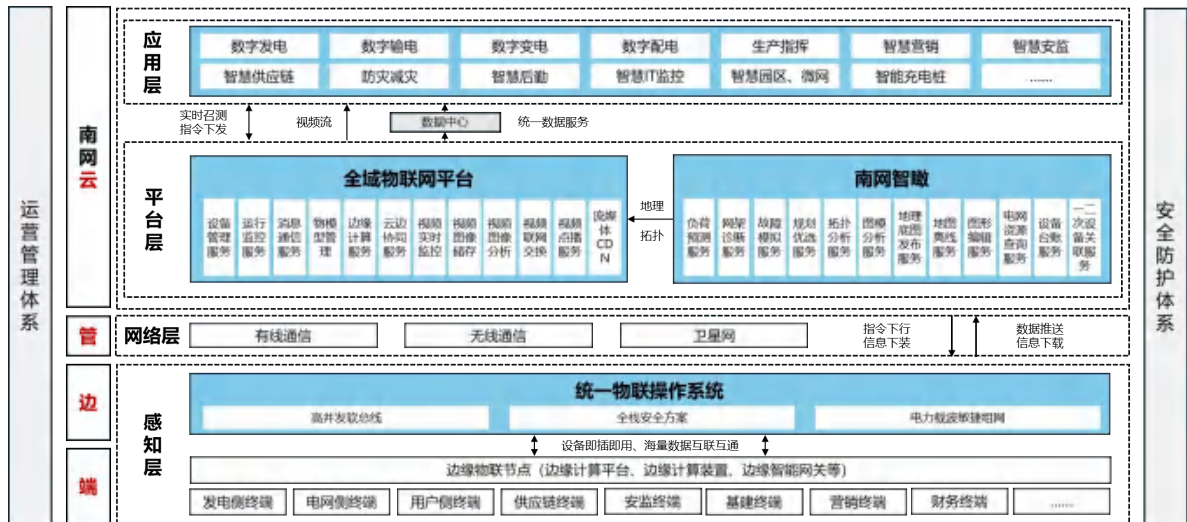 运营管理体系
南网云
管
边
端
应用层
数字发电
数字输电
数字变电
数字配电
生产指挥
智慧营销
智慧安监
智慧供应链
防灾减灾
智慧后勤
智慧IT监控
智慧园区、微网
智能充电桩
……
实时召测
指令下发
视频流
数据中心
统一数据服务
平台层
全域物联网平台
设备管理服务
运行监控服务
消息通信服务
物模型管理
边缘计算服务
云边协同服务
视频实时监控
视频图像储存
视频图像分析
视频联网交换
视频点播服务
流媒体CDN
地理
拓扑
南网智瞰
负荷预测服务
网架诊断服务
故障模拟服务
规划优选服务
拓扑分析服务
图模分析服务
地理底图发布服务
地图离线服务
图形编辑服务
电网资源查询服务
设备台账服务
一二次设备关联服务
网络层
有线通信
无线通信
卫星网
指令下行
信息下装
数据推送
信息下载
感知层
统一物联操作系统
高并发软总线
全栈安全方案
电力载波敏捷组网
设备即插即用、海量数据互联互通
边缘物联节点（边缘计算平台、边缘计算装置、边缘智能网关等）
发电侧终端
电网侧终端
用户侧终端
供应链终端
安监终端
基建终端
营销终端
财务终端
……
安全防护体系